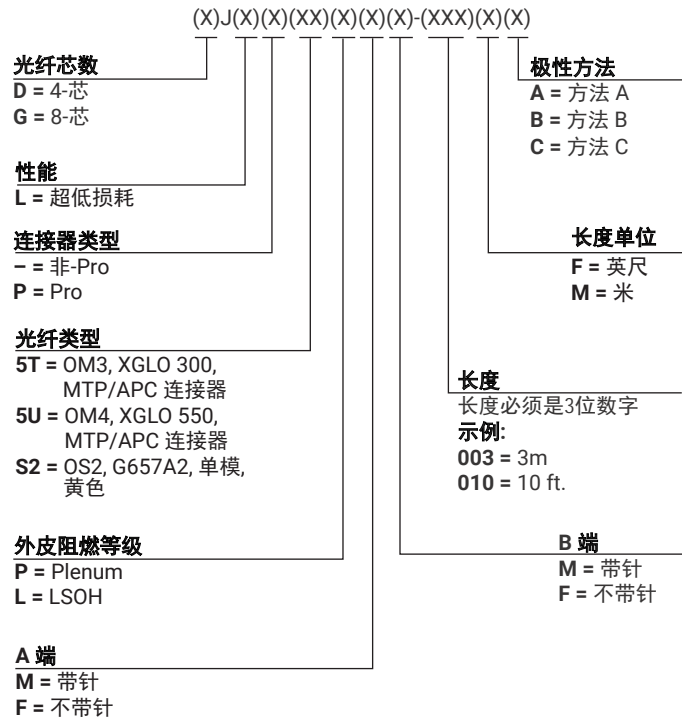 (X)J(X)(X)(XX)(X)(X)(X)-(XXX)(X)(X)
光纤芯数
D = 4-芯
G = 8-芯
性能
L = 超低损耗
连接器类型
– = 非-Pro
P = Pro
光纤类型
5T = OM3, XGLO 300,
MTP/APC 连接器
5U = OM4, XGLO 550,
MTP/APC 连接器
S2 = OS2, G657A2, 单模,
黄色
外皮阻燃等级
P = Plenum
L = LSOH
A 端
M = 带针
F = 不带针
极性方法
A = 方法 A
B = 方法 B
C = 方法 C
长度单位
F = 英尺
M = 米
长度
长度必须是3位数字
示例:
003 = 3m
010 = 10 ft.
B 端
M = 带针
F = 不带针